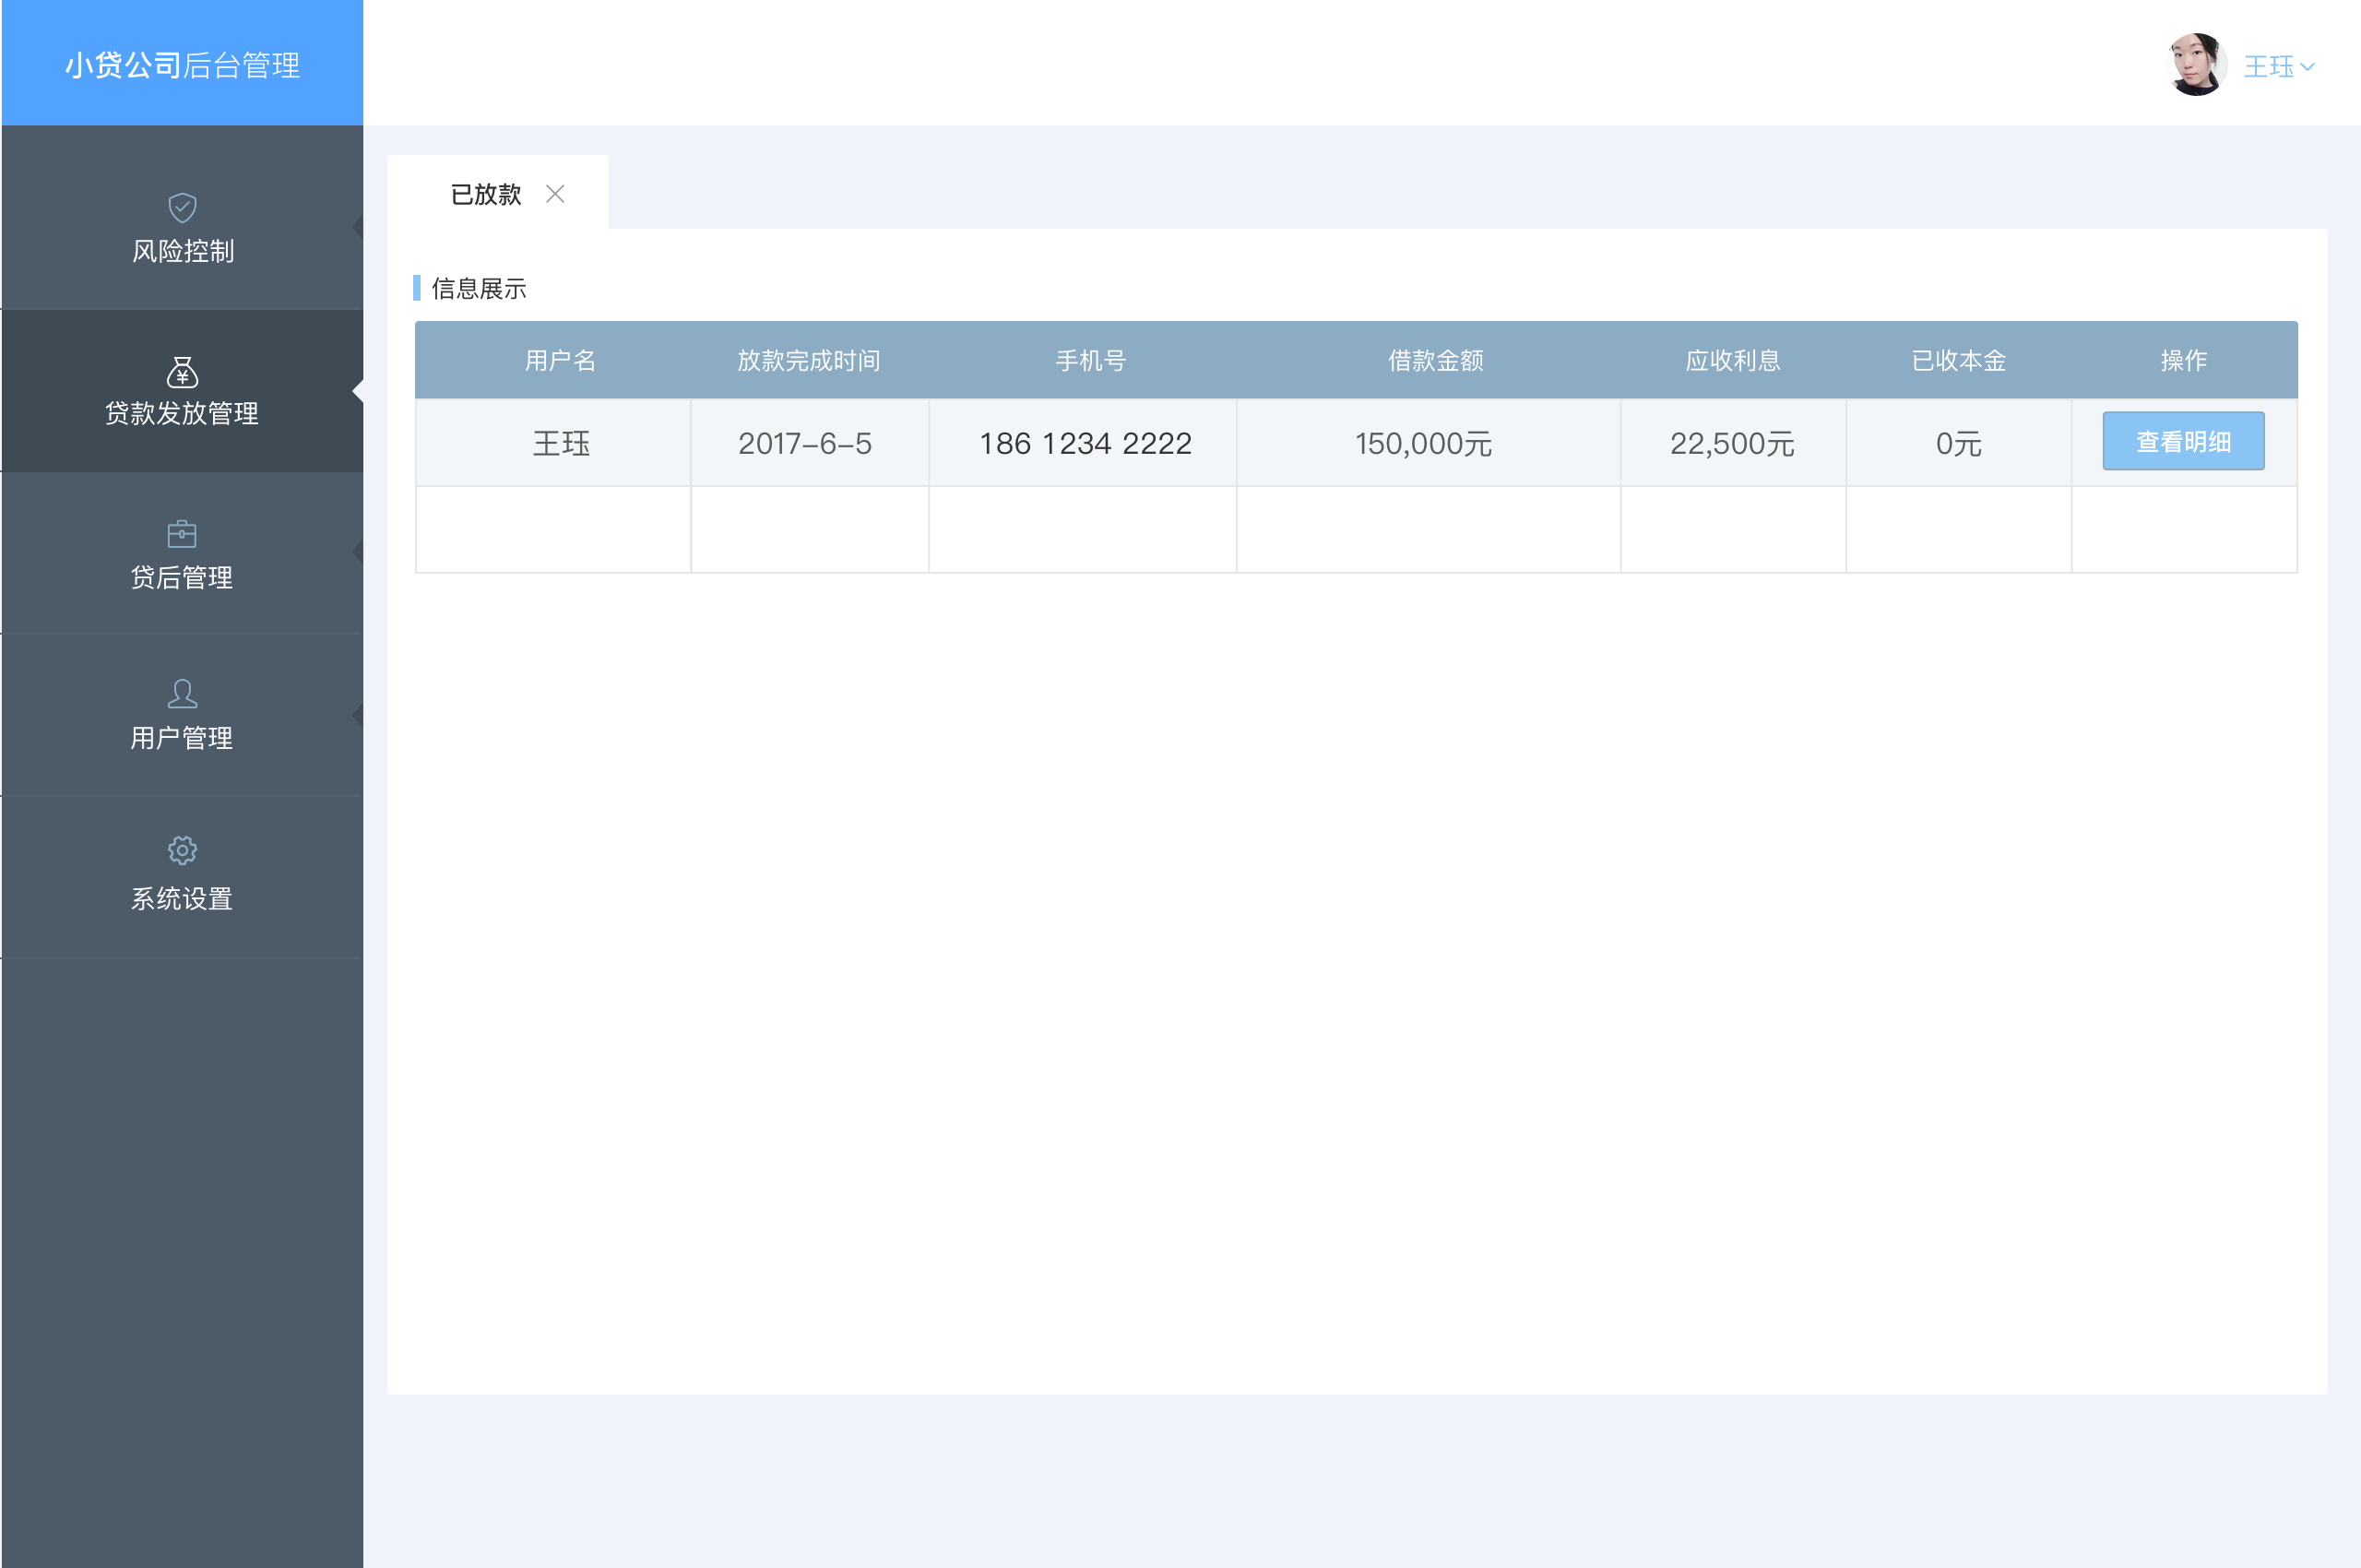 小贷公司后台管理
王珏
风险控制
贷款发放管理
贷后管理
用户管理
系统设置
已放款
信息展示
用户名 放款完成时间 手机号 借款金额 应收利息 已收本金 操作
王珏 2017-6-5 186 1234 2222 150,000元 22,500元 0元 查看明细